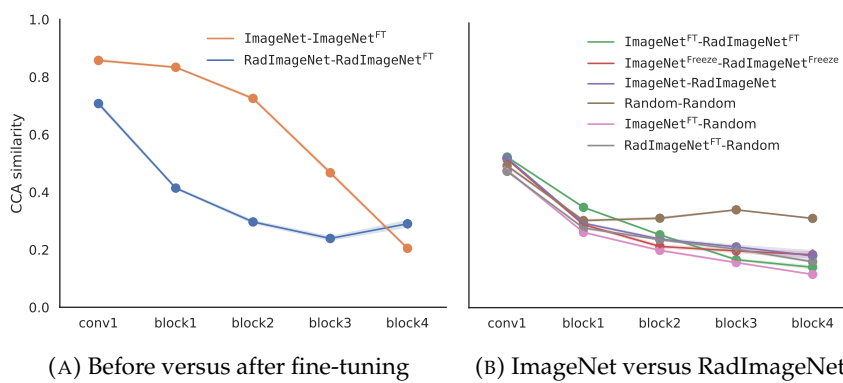 1.0
0.8
0.6
0.4
0.2
0.0
CCA similarity
ImageNet-ImageNet^FT
RadImageNet-RadImageNet^FT
conv1 block1 block2 block3 block4
(A) Before versus after fine-tuning
ImageNet^FT-RadImageNet^FT
ImageNet^Freeze-RadImageNet^Freeze
ImageNet-RadImageNet
Random-Random
ImageNet^FT-Random
RadImageNet^FT-Random
conv1 block1 block2 block3 block4
(B) ImageNet versus RadImageNet